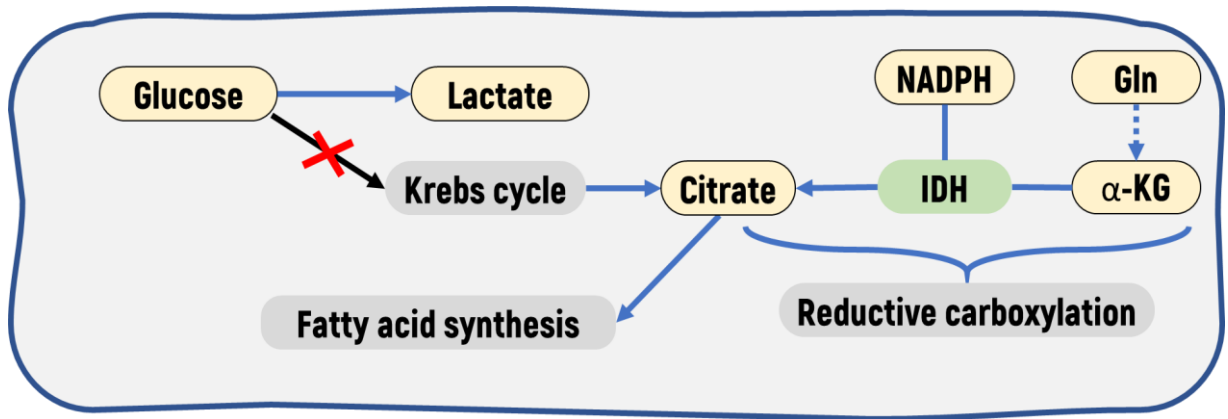 Glucose
Lactate
NADPH
Gln
Krebs cycle
Citrate
IDH
α-KG
Fatty acid synthesis
Reductive carboxylation